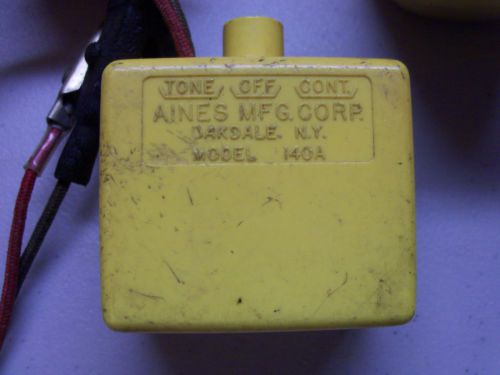 TONE OFF CONT.
AINES MFG. CORP.
OAKDALE, N.Y.
MODEL 140A